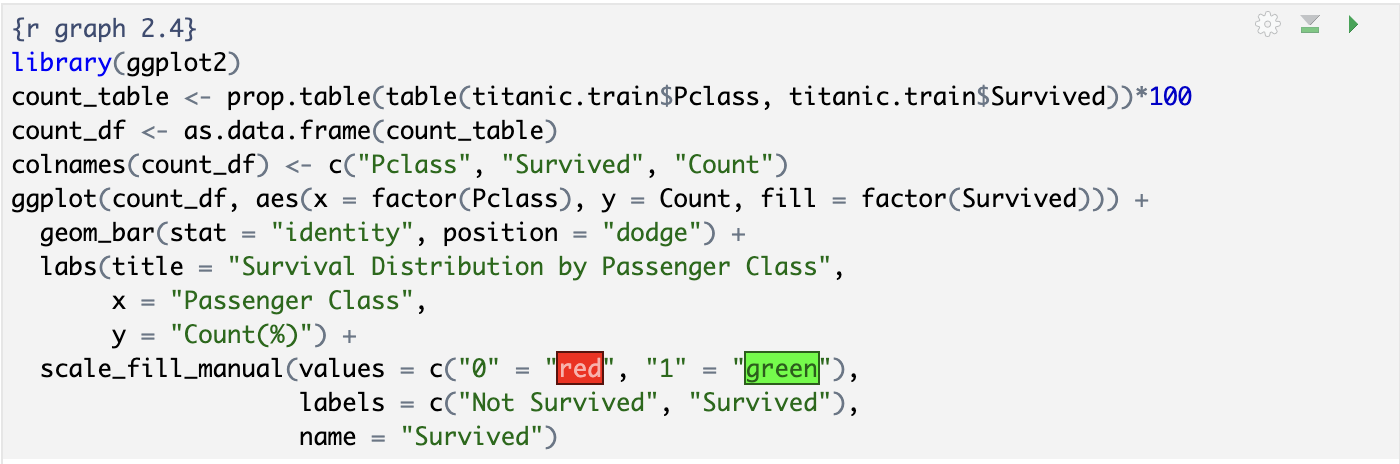 {r graph 2.4}
library(ggplot2)
count_table <- prop.table(table(titanic.train$Pclass, titanic.train$Survived))*100
count_df <- as.data.frame(count_table)
colnames(count_df) <- c("Pclass", "Survived", "Count")
ggplot(count_df, aes(x = factor(Pclass), y = Count, fill = factor(Survived))) +
  geom_bar(stat = "identity", position = "dodge") +
  labs(title = "Survival Distribution by Passenger Class",
       x = "Passenger Class",
       y = "Count(%)") +
  scale_fill_manual(values = c("0" = "red", "1" = "green"),
                    labels = c("Not Survived", "Survived"),
                    name = "Survived")